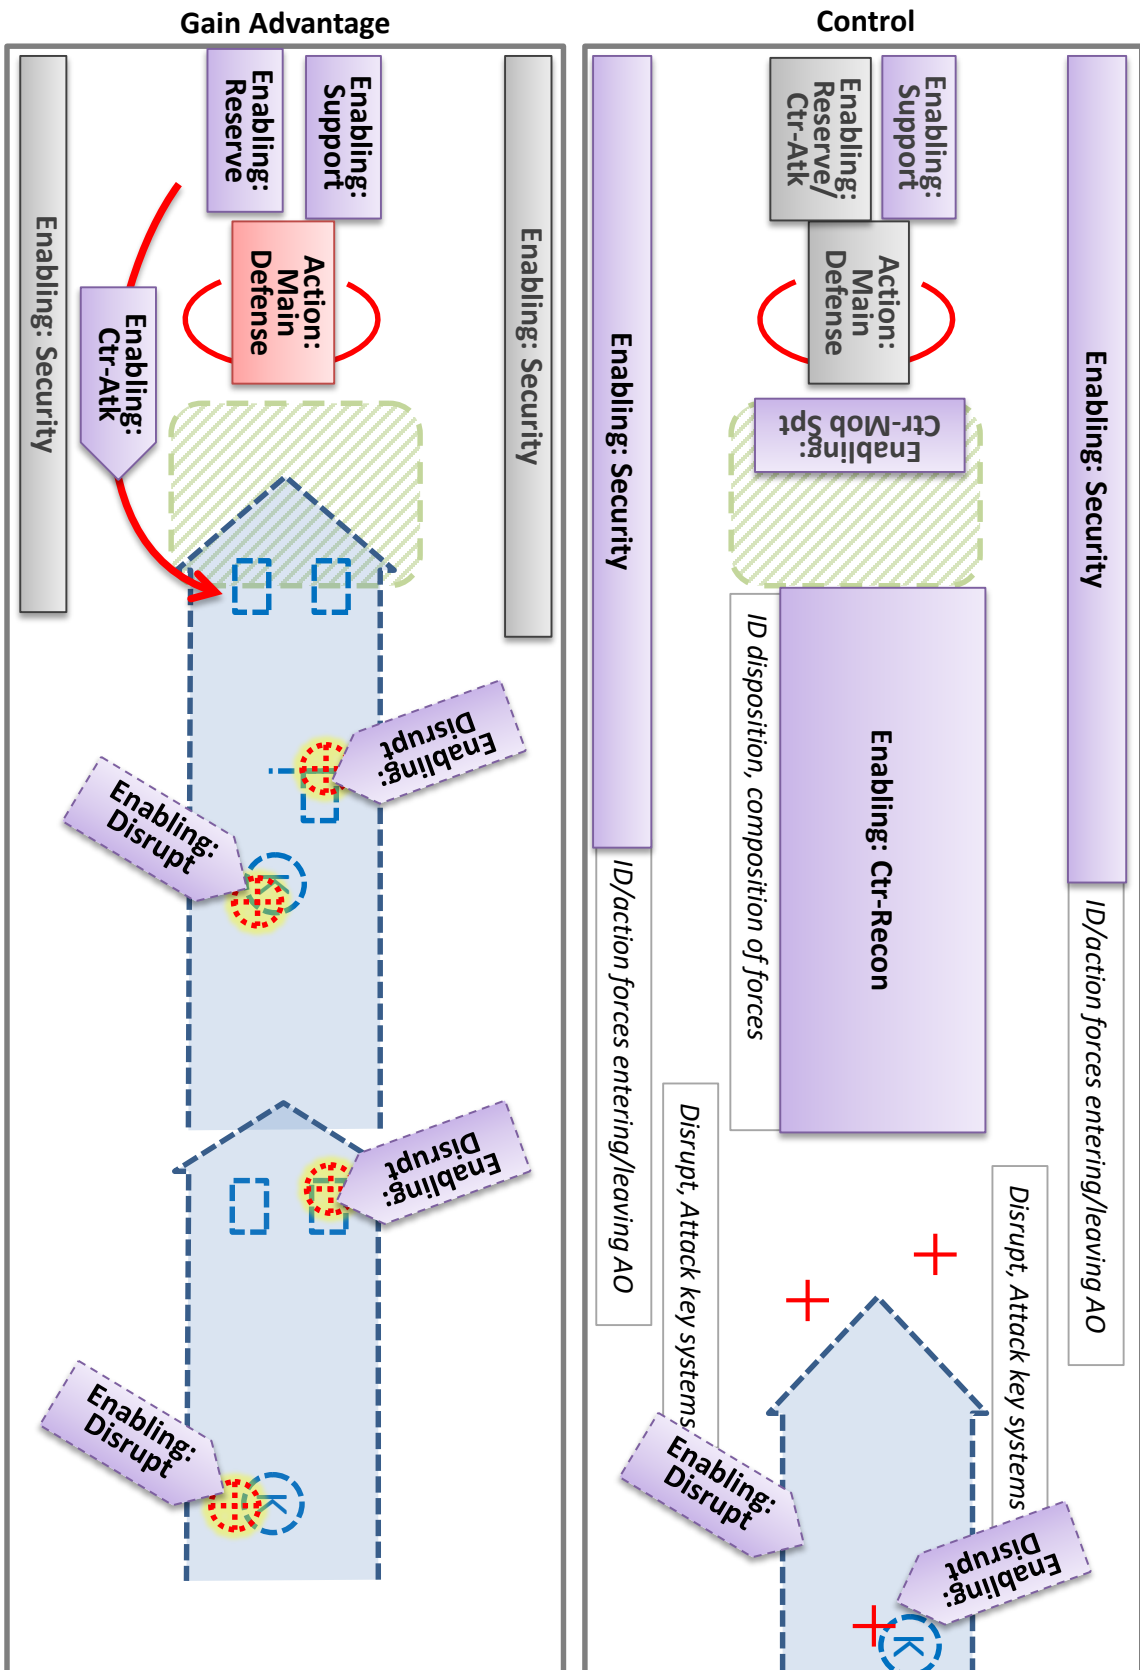 Gain Advantage
Enabling: Security
Enabling:
Reserve
Enabling:
Support
Enabling: Security
Action:
Main
Defense
Enabling:
Ctr-Atk
Enabling:
Disrupt
Enabling:
Disrupt
Enabling:
Disrupt
K
Enabling:
Disrupt
K
Control
Enabling: Security
ID/action forces entering/leaving AO
Enabling:
Reserve/
Ctr-Atk
Enabling:
Support
Action:
Main
Defense
Enabling:
Ctr-Mob Spt
Enabling: Security
ID/action forces entering/leaving AO
ID disposition, composition of forces
Enabling: Ctr-Recon
Disrupt, Attack key systems
Disrupt, Attack key systems
Enabling:
Disrupt
Enabling:
Disrupt
K